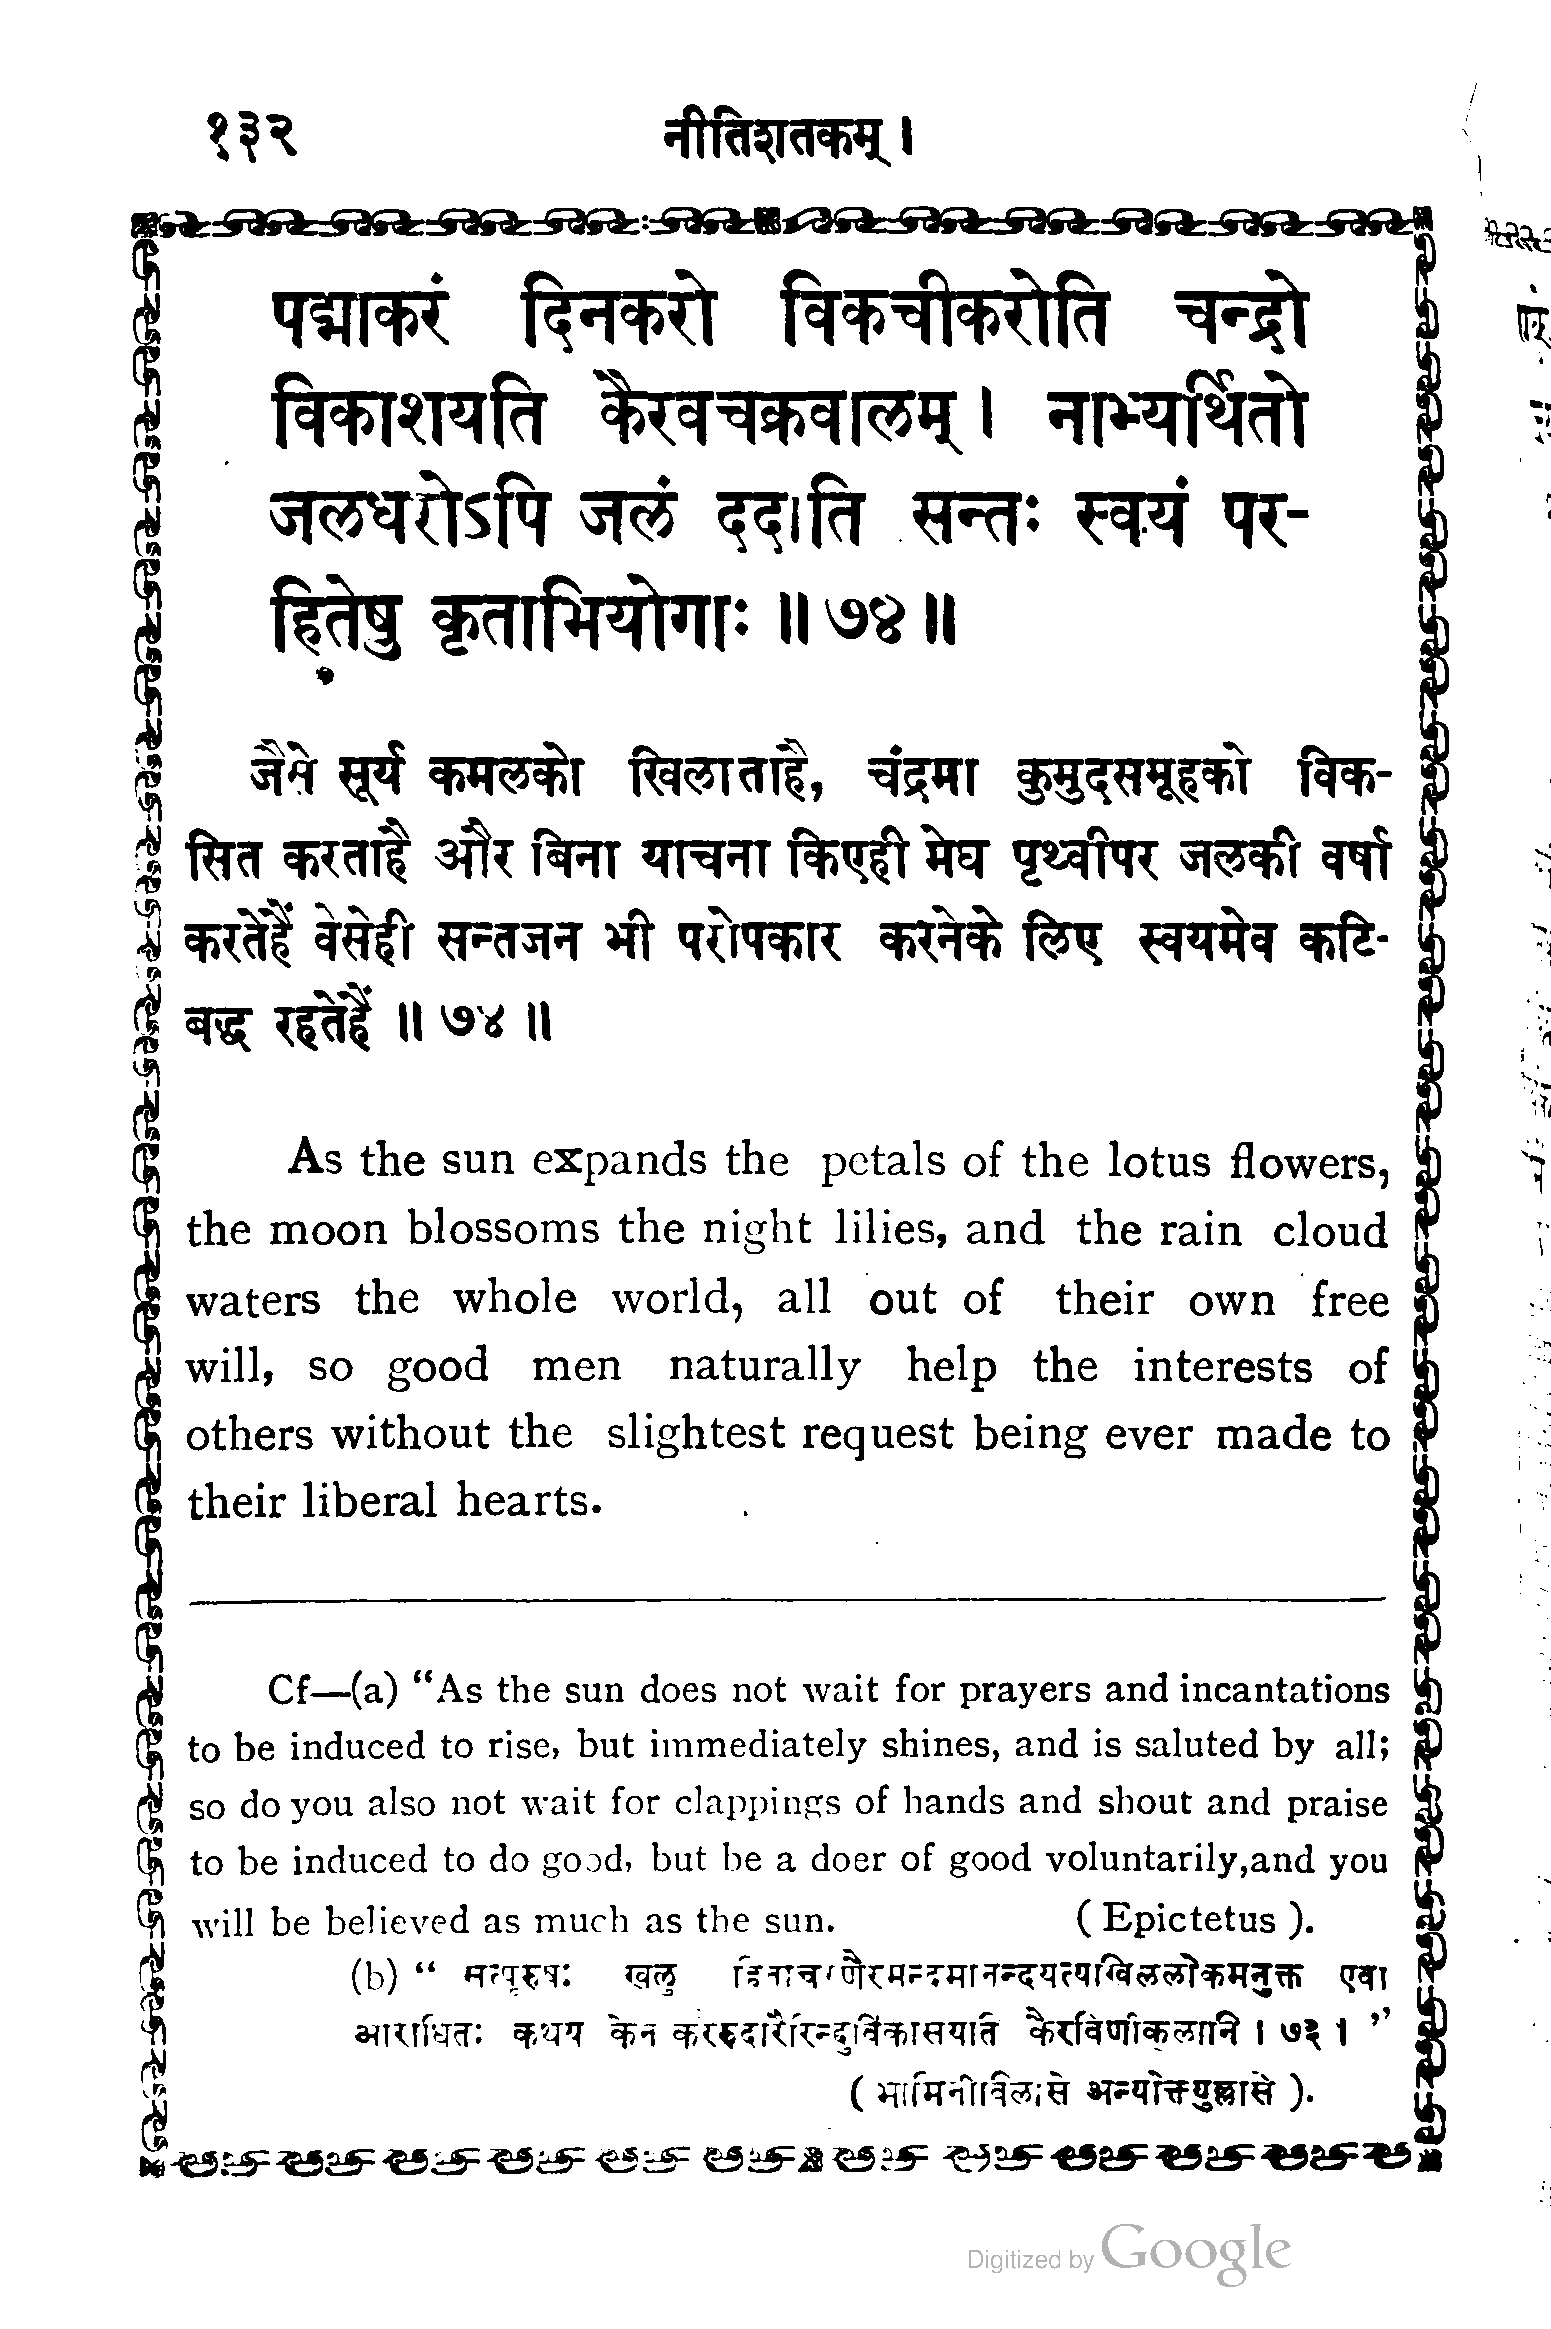 १३२ नीतिशतकम् ।
पद्माकरं दिनकरो विकचीकरोति चन्द्रो
विकाशयति कैरवचक्रवालम् । नाभ्यर्थितो
जलधरोऽपि जलं ददाति सन्तः स्वयं पर-
हितेषु कृताभियोगाः ॥ ७४ ॥
जैसे सूर्य कमलको खिलाताहै, चंद्रमा कुमुदसमूहको विक-
सित करताहै और बिना याचना किएही मेघ पृथ्वीपर जलकी वर्षा
करतेहैं वेसेही सन्तजन भी परोपकार करनेके लिए स्वयमेव कटि-
बद्ध रहतेहैं ॥ ७४ ॥
As the sun expands the petals of the lotus flowers,
the moon blossoms the night lilies, and the rain cloud
waters the whole world, all out of their own free
will, so good men naturally help the interests of
others without the slightest request being ever made to
their liberal hearts.
Cf—(a) “As the sun does not wait for prayers and incantations
to be induced to rise, but immediately shines, and is saluted by all;
so do you also not wait for clappings of hands and shout and praise
to be induced to do good, but be a doer of good voluntarily,and you
will be believed as much as the sun. ( Epictetus ).
(b) “ सत्पूरुषः खलु हिताचरणैरमन्दमानन्दयत्यखिललोकमनुक्त एवा
आराधितः कथय केन करैरुदारैरिन्दुर्विकासयति कैरविणीकुलानि । ७३ । ”
( भामिनीविलासे अन्योक्त्युल्लासे ).
Digitized by Google